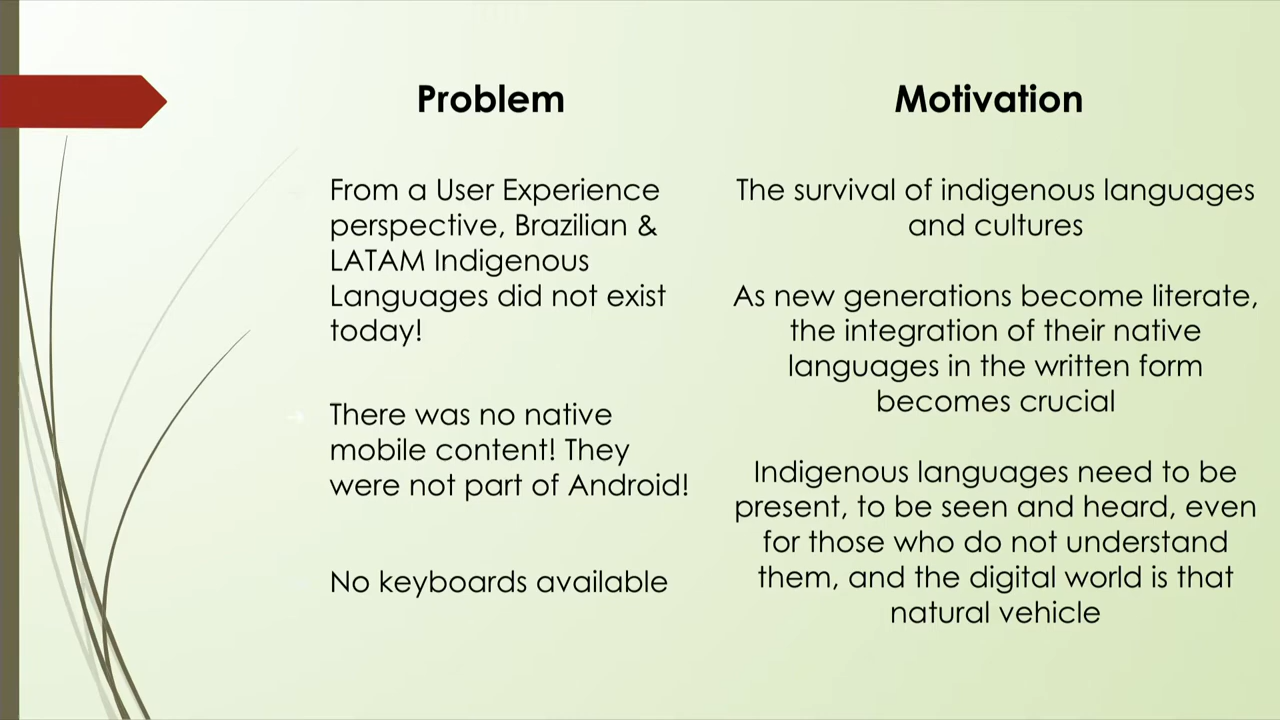 Problem
From a User Experience
perspective, Brazilian &
LATAM Indigenous
Languages did not exist
today!
There was no native
mobile content! They
were not part of Android!
No keyboards available
Motivation
The survival of indigenous languages
and cultures
As new generations become literate,
the integration of their native
languages in the written form
becomes crucial
Indigenous languages need to be
present, to be seen and heard, even
for those who do not understand
them, and the digital world is that
natural vehicle